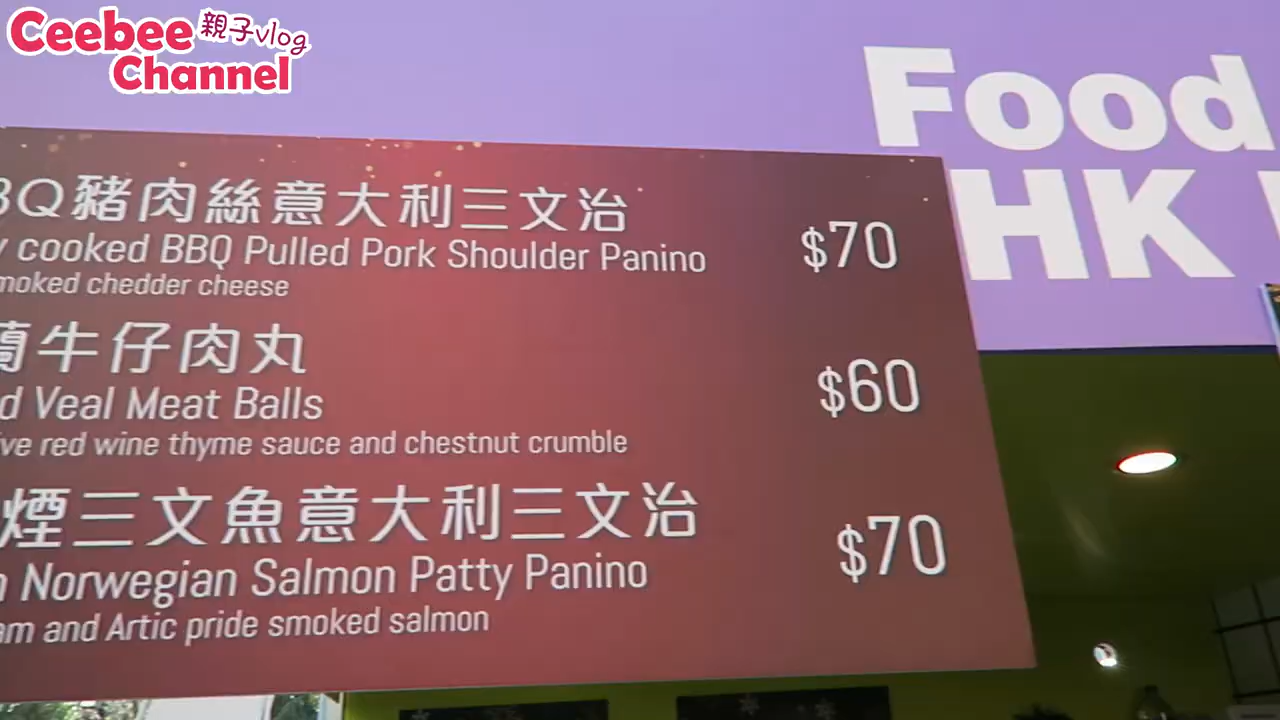 Ceebee 親子vlog
Channel
Food
HK
BBQ豬肉絲意大利三文治 $70
cooked BBQ Pulled Pork Shoulder Panino
smoked chedder cheese
蘭牛仔肉丸 $60
Veal Meat Balls
red wine thyme sauce and chestnut crumble
煙三文魚意大利三文治 $70
Norwegian Salmon Patty Panino
and Artic pride smoked salmon